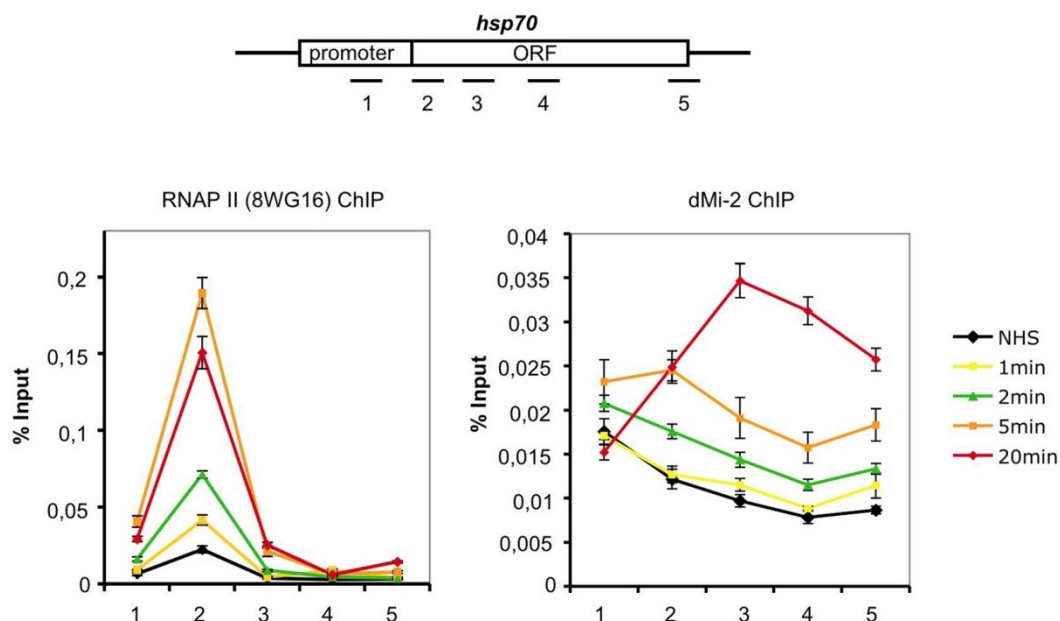 hsp70
promoter
ORF
1 2 3 4 5
RNAP II (8WG16) ChIP
% Input
0,2
0,15
0,1
0,05
0
1 2 3 4 5
dMi-2 ChIP
% Input
0,04
0,035
0,03
0,025
0,02
0,015
0,01
0,005
0
1 2 3 4 5
NHS
1min
2min
5min
20min